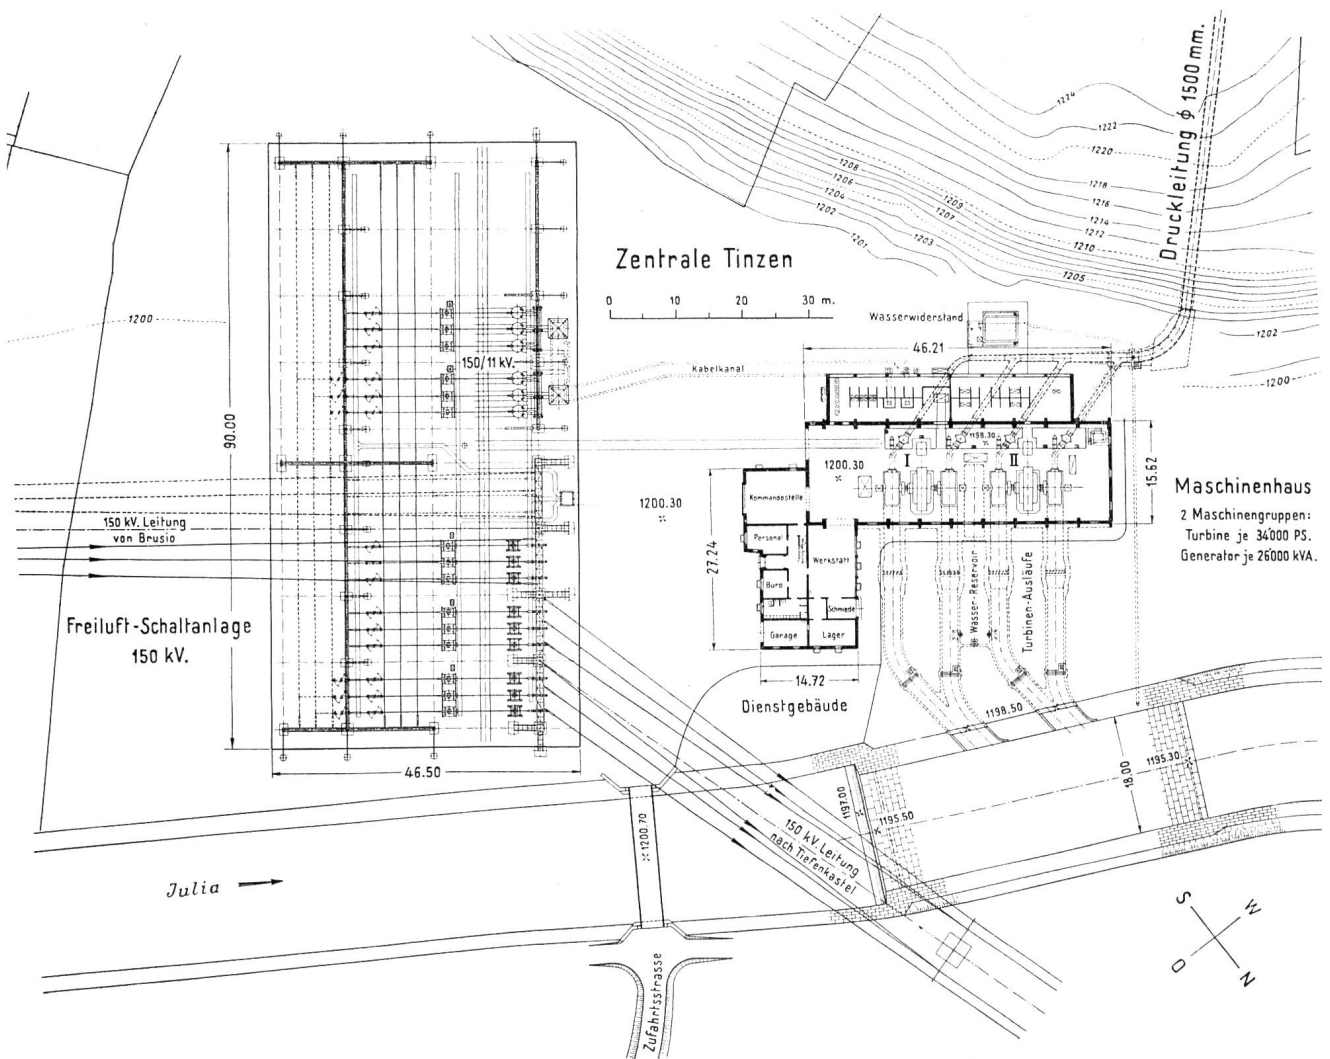 Druckleitung ϕ 1500 mm.
1224
1222
1220
1218
1216
1214
1212
1210
1208
1206
1204
1202
1201
1209
1207
1203
1205
1202
1200
1200
Zentrale Tinzen
0 10 20 30 m.
Wasserwiderstand
46.21
Kabelkanal
150/11 kV.
90.00
1198.30
I II
1200.30
1200.30
15.62
Kommandostelle
Personal
Büro
Werkstatt
Schmiede
Garage
Lager
27.24
14.72
Dienstgebäude
Maschinenhaus
2 Maschinengruppen:
Turbine je 34'000 PS.
Generator je 26'000 kVA.
Wasser-Reservoir
Turbinen-Ausläufe
150 kV. Leitung
von Brusio
Freiluft-Schaltanlage
150 kV.
46.50
1198.50
18.00
1195.30
1197.00
1195.50
1200.70
150 kV Leitung
nach Tiefenkastel
Julia
Zufahrtsstrasse
S W
O N